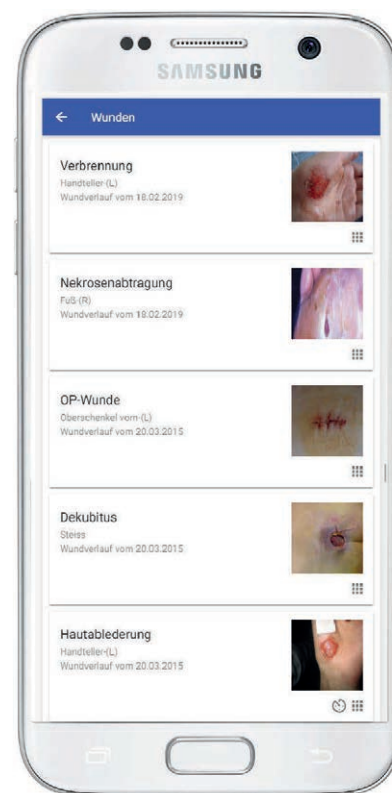 SAMSUNG
Wunden
Verbrennung
Handteller-(L)
Wundverlauf vom 18.02.2019
Nekrosenabtragung
Fuß-(R)
Wundverlauf vom 18.02.2019
OP-Wunde
Oberschenkel vorn-(L)
Wundverlauf vom 20.03.2015
Dekubitus
Steiss
Wundverlauf vom 20.03.2015
Hautablederung
Handteller-(L)
Wundverlauf vom 20.03.2015